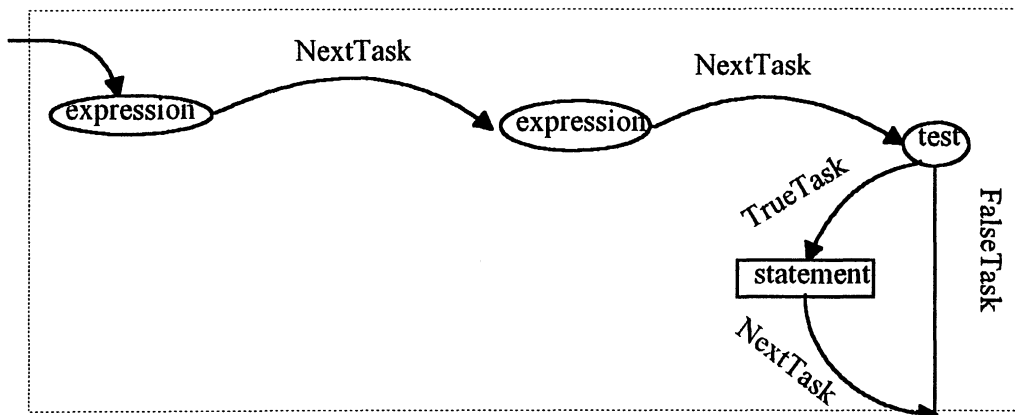 NextTask
NextTask
expression
expression
test
TrueTask
FalseTask
statement
NextTask